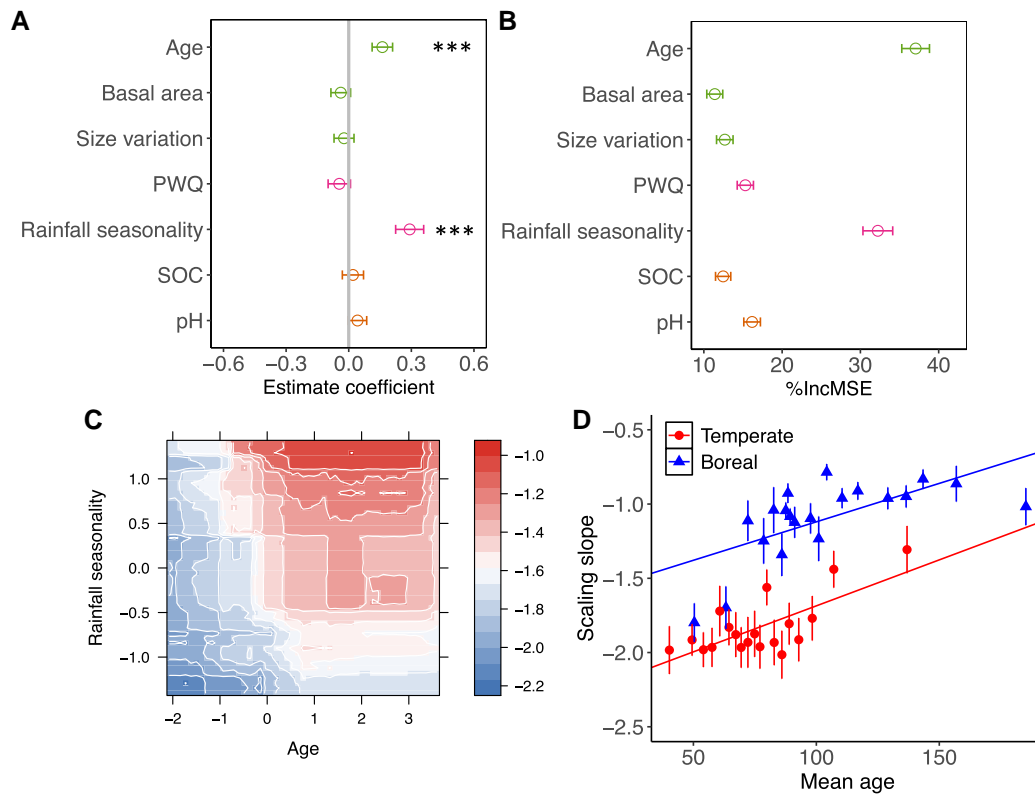 A
Age
***
Basal area
Size variation
PWQ
Rainfall seasonality
***
SOC
pH
−0.6 −0.3 0.0 0.3 0.6
Estimate coefficient
B
Age
Basal area
Size variation
PWQ
Rainfall seasonality
SOC
pH
10 20 30 40
%IncMSE
C
Rainfall seasonality
1.0
0.5
0.0
−0.5
−1.0
−2 −1 0 1 2 3
Age
−1.0
−1.2
−1.4
−1.6
−1.8
−2.0
−2.2
D
Temperate
Boreal
Scaling slope
−0.5
−1.0
−1.5
−2.0
−2.5
50 100 150
Mean age